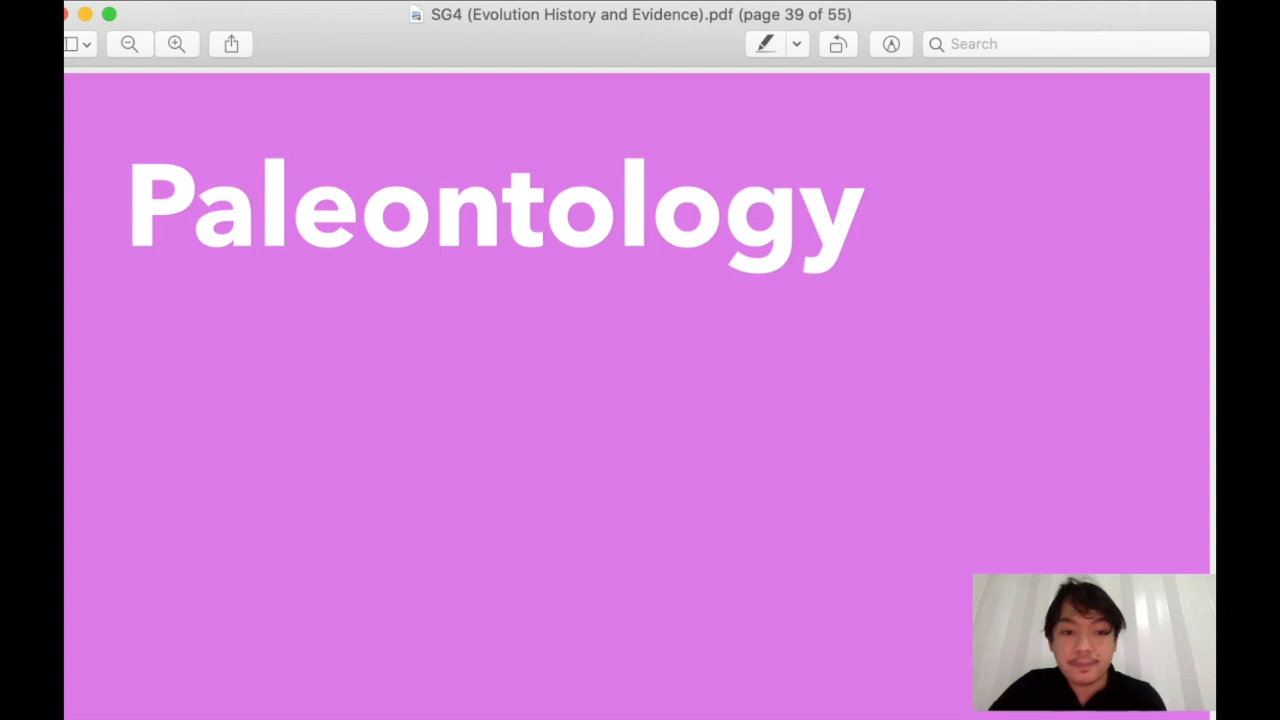 SG4 (Evolution History and Evidence).pdf (page 39 of 55)
Search
Paleontology